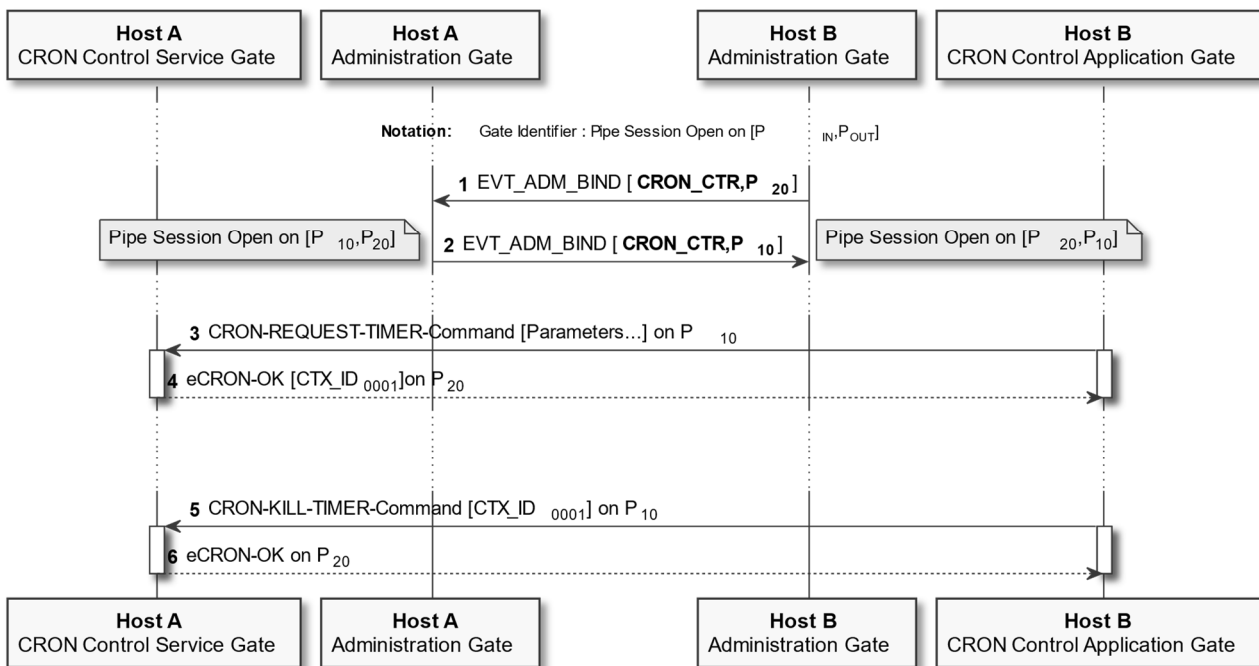 Host A
CRON Control Service Gate
Host A
Administration Gate
Host B
Administration Gate
Host B
CRON Control Application Gate
Notation: Gate Identifier : Pipe Session Open on [P IN,POUT]
1 EVT_ADM_BIND [ CRON_CTR,P 20 ]
Pipe Session Open on [P 10,P20]
2 EVT_ADM_BIND [ CRON_CTR,P 10 ]
Pipe Session Open on [P 20,P10]
3 CRON-REQUEST-TIMER-Command [Parameters...] on P 10
4 eCRON-OK [CTX_ID 0001]on P20
5 CRON-KILL-TIMER-Command [CTX_ID 0001] on P10
6 eCRON-OK on P20
Host A
CRON Control Service Gate
Host A
Administration Gate
Host B
Administration Gate
Host B
CRON Control Application Gate